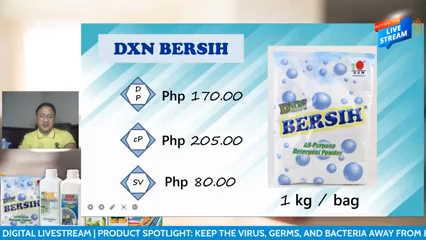 DXN BERSIH
LIVE
STREAM
DP
Php 170.00
CP
Php 205.00
SV
Php 80.00
DXN
BERSIH
All-Purpose
Detergent Powder
1 kg / bag
BERSIH
DIGITAL LIVESTREAM | PRODUCT SPOTLIGHT: KEEP THE VIRUS, GERMS, AND BACTERIA AWAY FROM